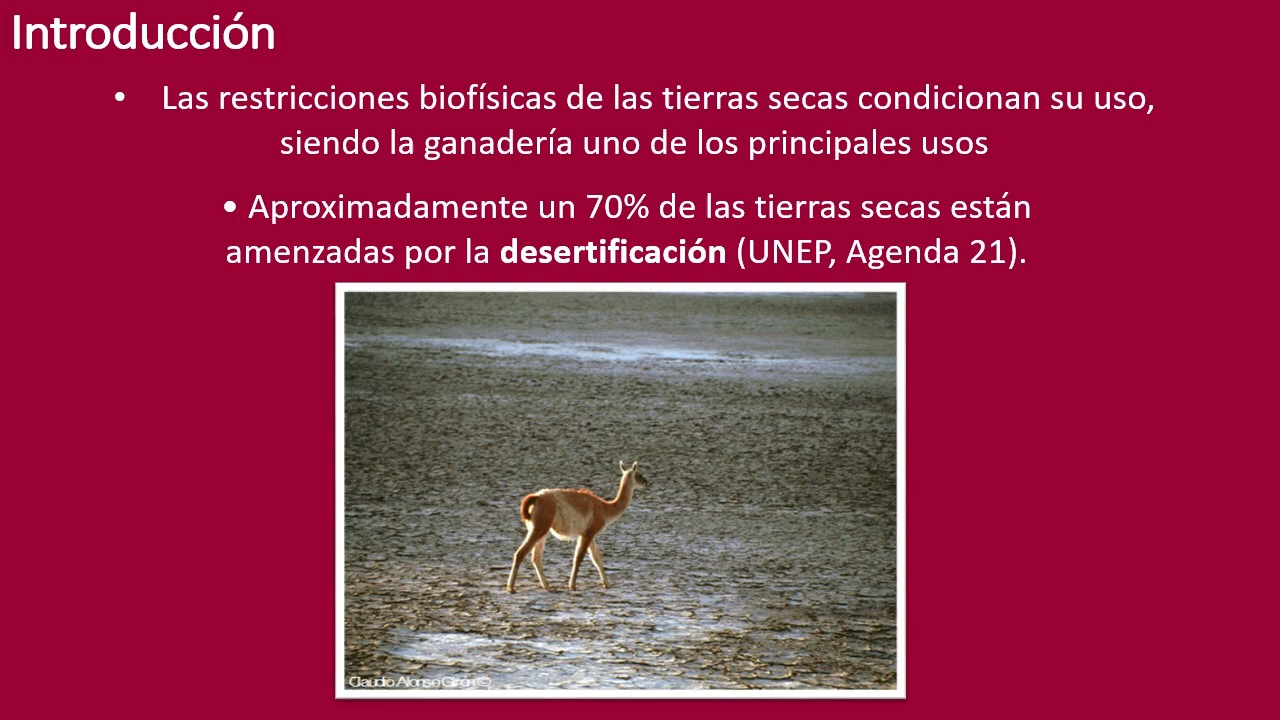 Introducción
• Las restricciones biofísicas de las tierras secas condicionan su uso,
siendo la ganadería uno de los principales usos
• Aproximadamente un 70% de las tierras secas están
amenzadas por la desertificación (UNEP, Agenda 21).
Claudio Alonso Girón ©